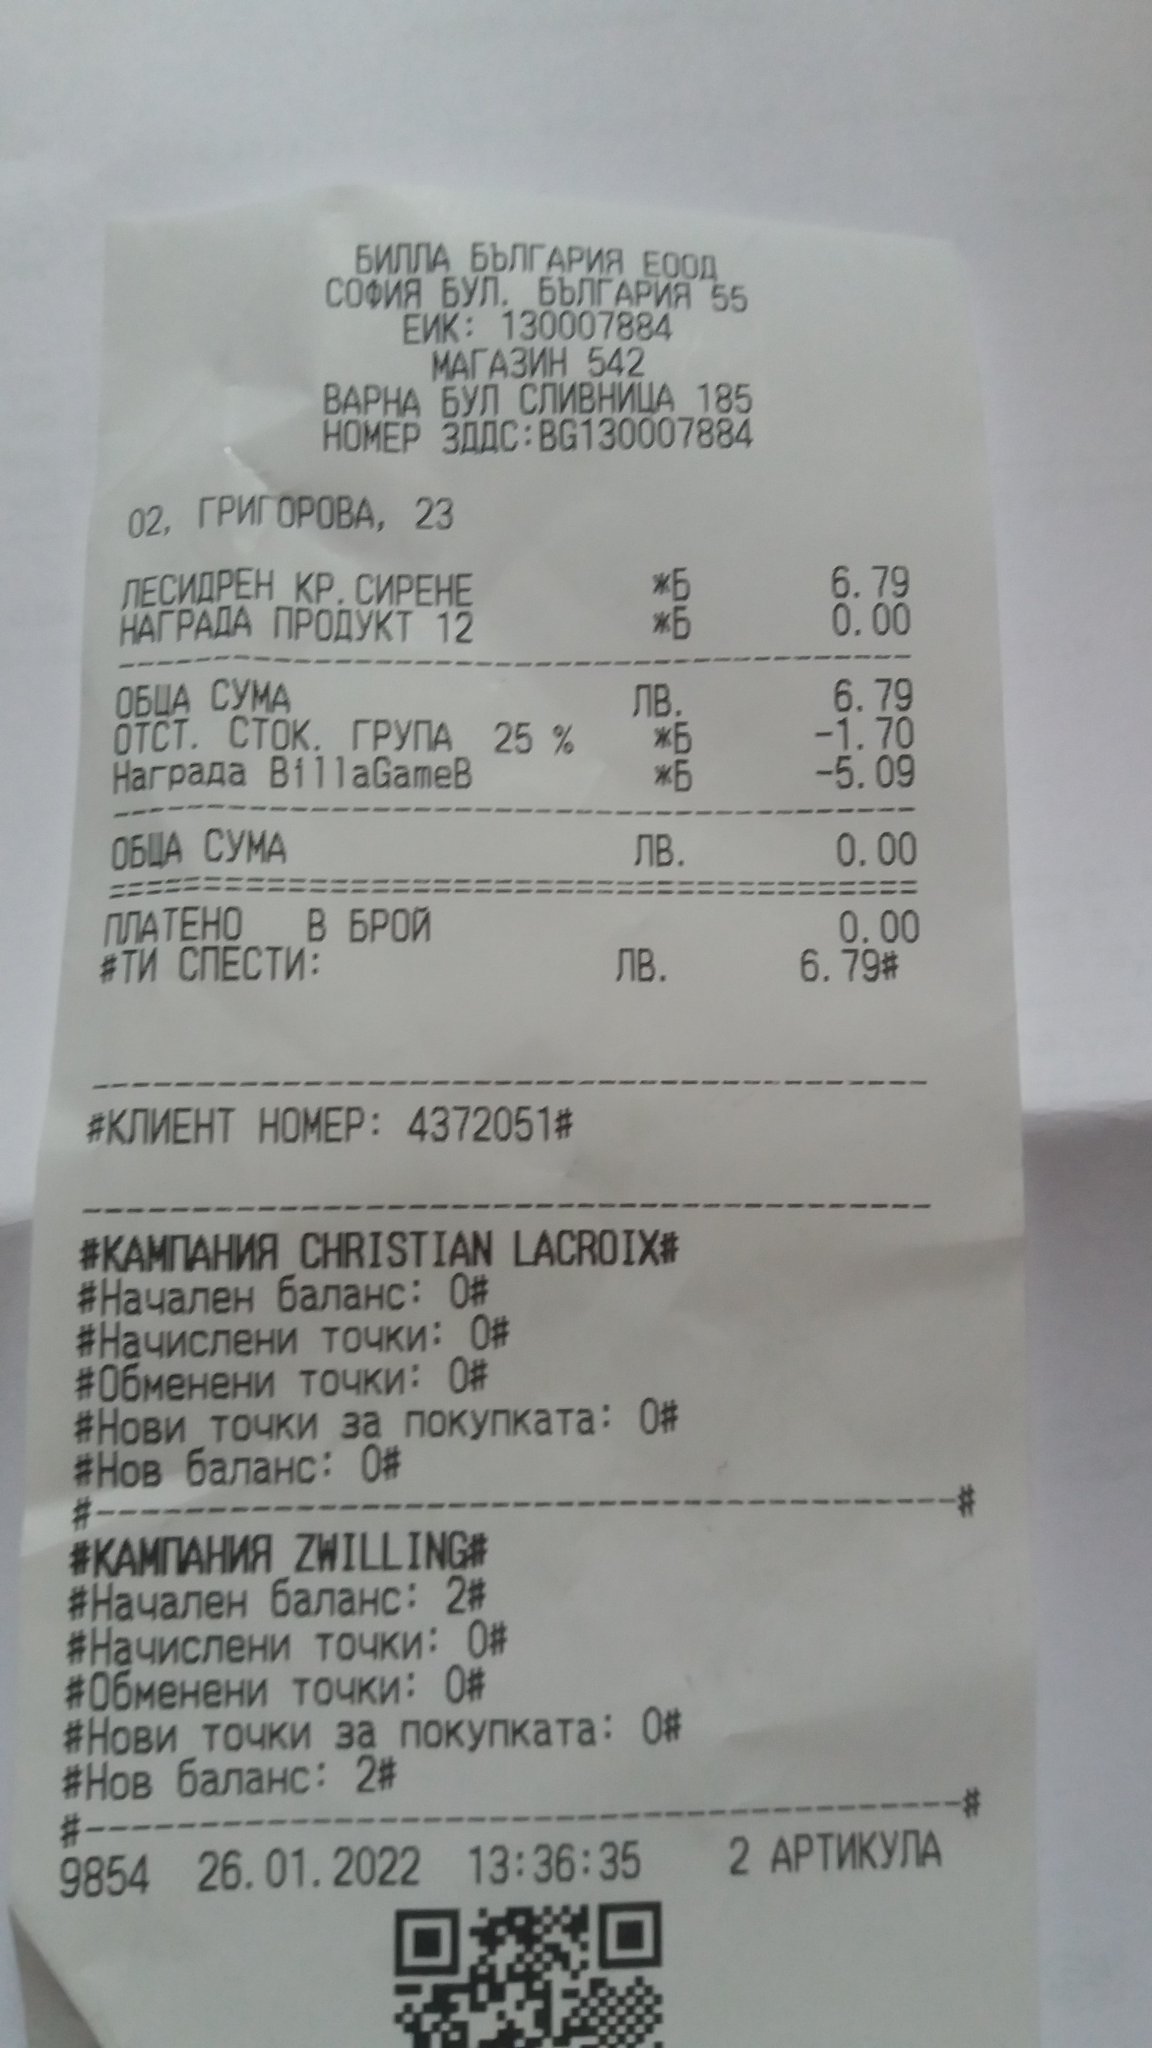 БИЛЛА БЪЛГАРИЯ ЕООД
СОФИЯ БУЛ. БЪЛГАРИЯ 55
ЕИК: 130007884
МАГАЗИН 542
ВАРНА БУЛ СЛИВНИЦА 185
НОМЕР ЗДДС:BG130007884
02, ГРИГОРОВА, 23
ЛЕСИДРЕН КР.СИРЕНЕ *Б 6.79
НАГРАДА ПРОДУКТ 12 *Б 0.00
ОБЩА СУМА ЛВ. 6.79
ОТСТ. СТОК. ГРУПА 25 % *Б -1.70
Награда BillaGameB *Б -5.09
ОБЩА СУМА ЛВ. 0.00
ПЛАТЕНО В БРОЙ 0.00
#ТИ СПЕСТИ: ЛВ. 6.79#
#КЛИЕНТ НОМЕР: 4372051#
#КАМПАНИЯ CHRISTIAN LACROIX#
#Начален баланс: 0#
#Начислени точки: 0#
#Обменени точки: 0#
#Нови точки за покупката: 0#
#Нов баланс: 0#
#------------------------------------------#
#КАМПАНИЯ ZWILLING#
#Начален баланс: 2#
#Начислени точки: 0#
#Обменени точки: 0#
#Нови точки за покупката: 0#
#Нов баланс: 2#
#------------------------------------------#
9854 26.01.2022 13:36:35 2 АРТИКУЛА